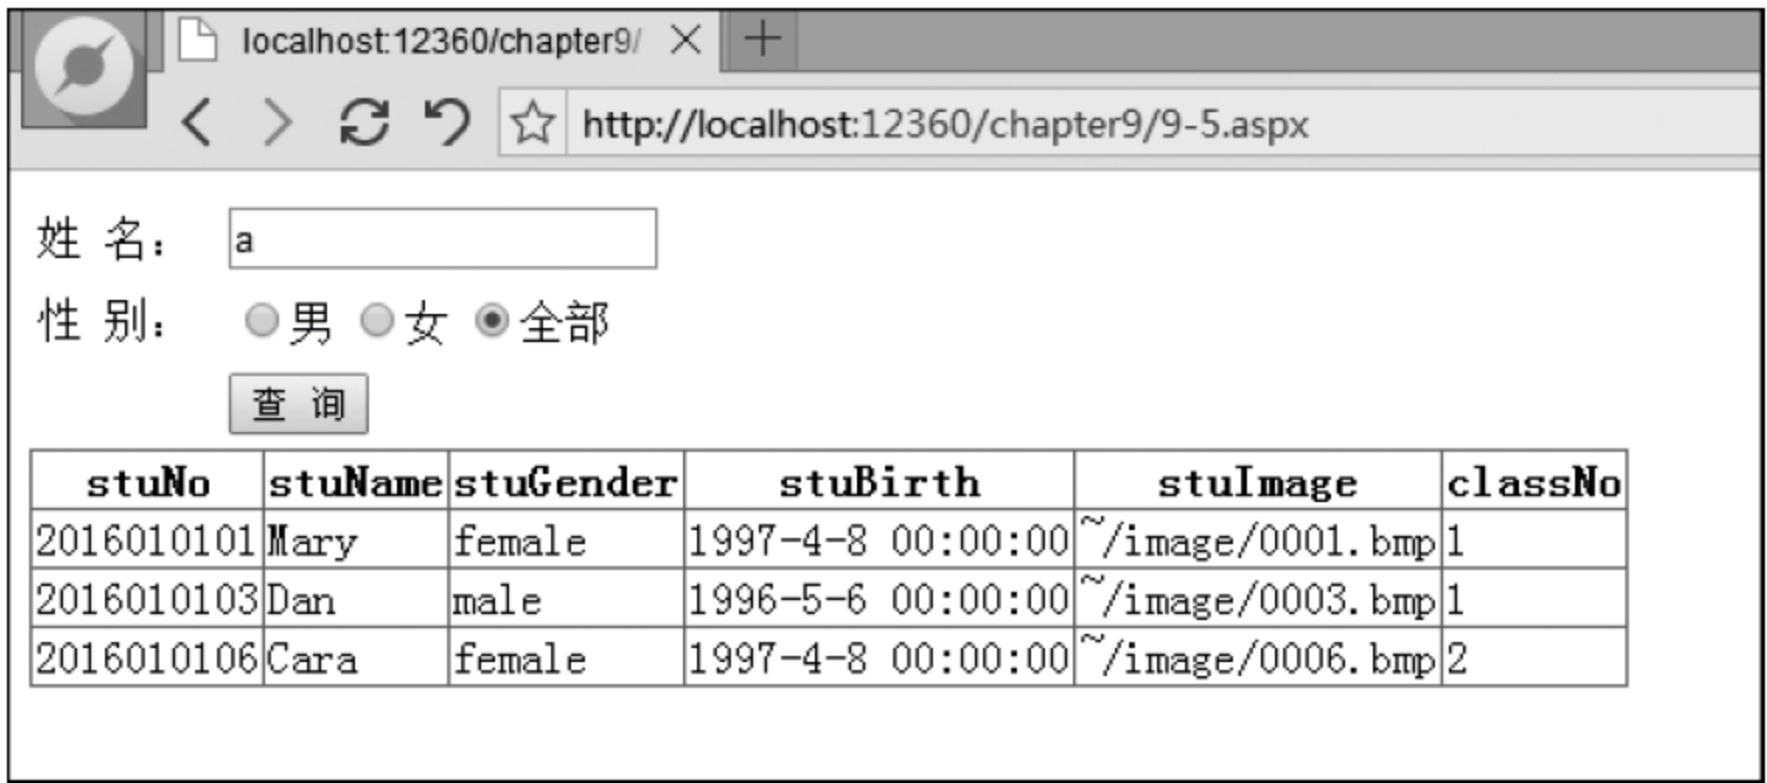 localhost:12360/chapter9/
http://localhost:12360/chapter9/9-5.aspx
姓 名： a
性 别： 男 女 全部
查 询
stuNo stuName stuGender stuBirth stuImage classNo
2016010101 Mary female 1997-4-8 00:00:00 ~/image/0001.bmp 1
2016010103 Dan male 1996-5-6 00:00:00 ~/image/0003.bmp 1
2016010106 Cara female 1997-4-8 00:00:00 ~/image/0006.bmp 2